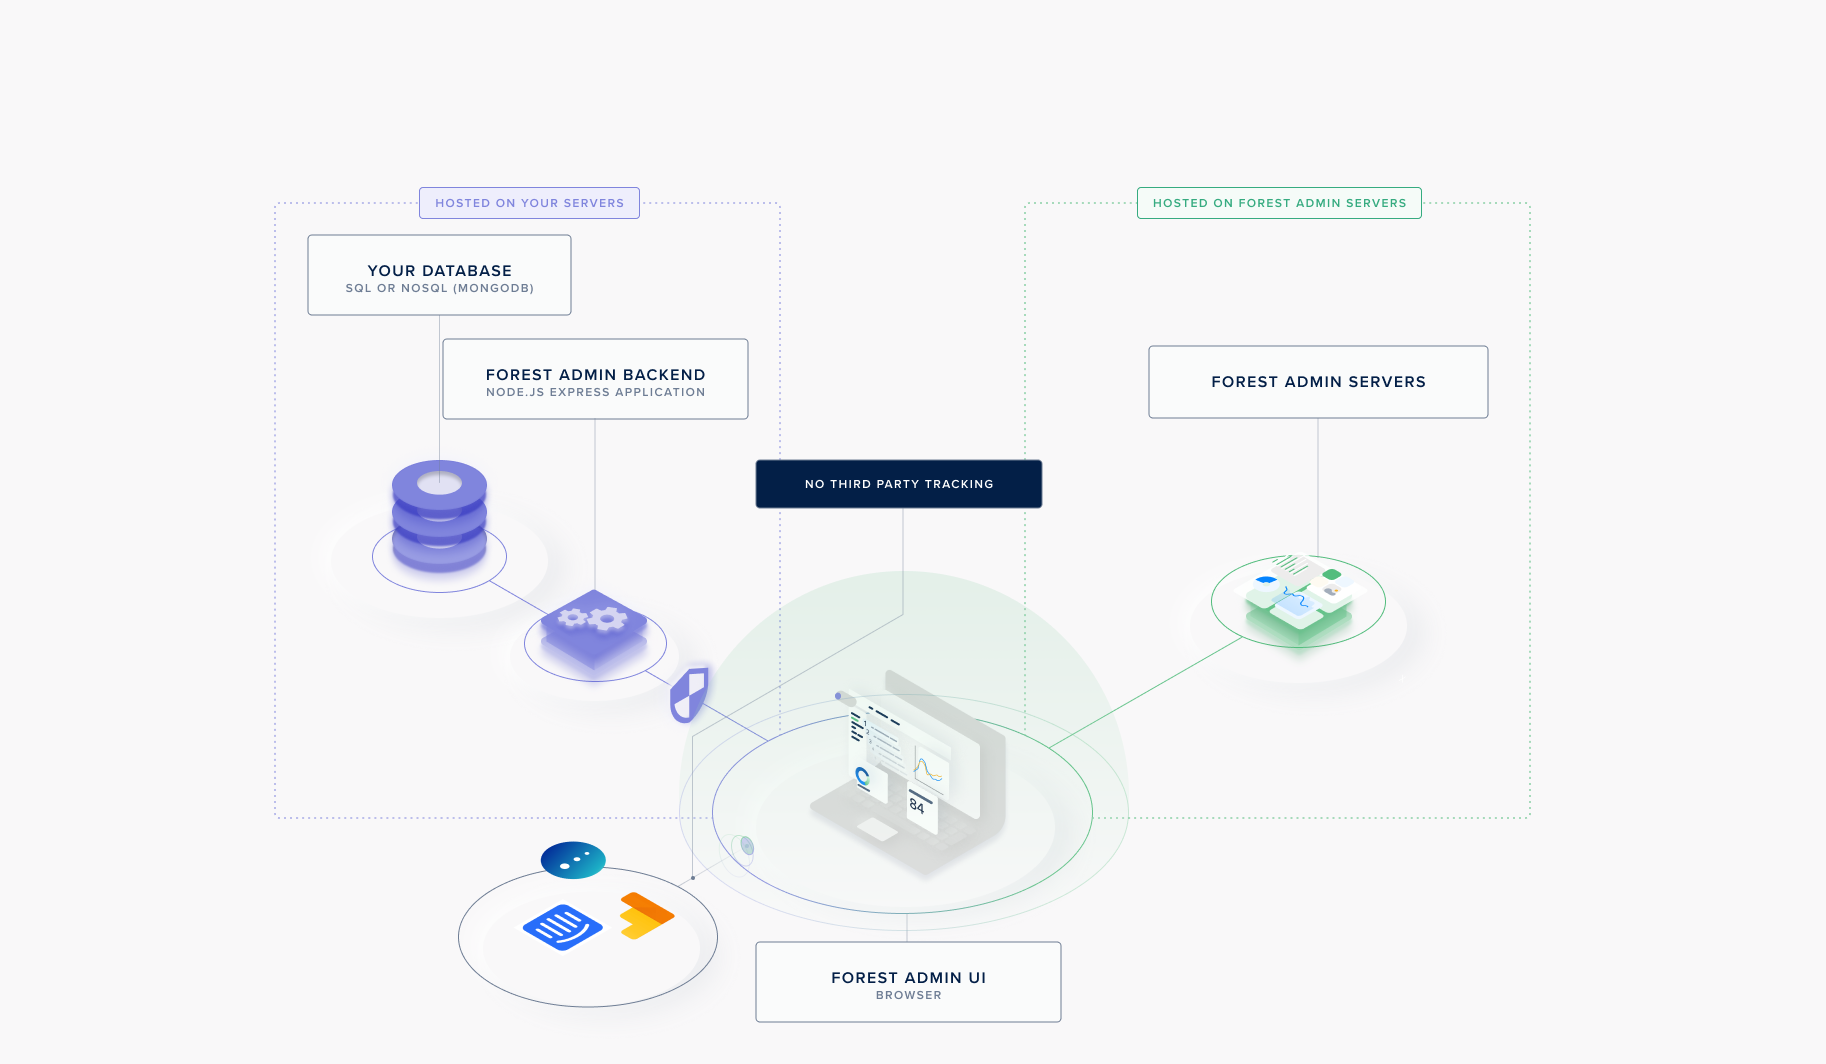 HOSTED ON YOUR SERVERS
HOSTED ON FOREST ADMIN SERVERS
YOUR DATABASE
SQL OR NOSQL (MONGODB)
FOREST ADMIN BACKEND
NODE.JS EXPRESS APPLICATION
FOREST ADMIN SERVERS
NO THIRD PARTY TRACKING
84
FOREST ADMIN UI
BROWSER